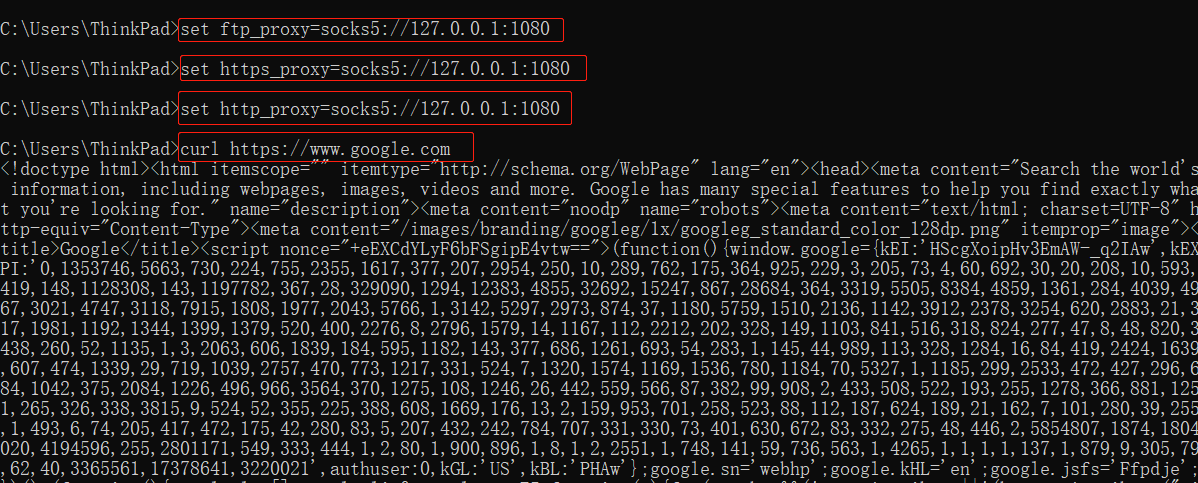 C:\Users\ThinkPad>set ftp_proxy=socks5://127.0.0.1:1080
C:\Users\ThinkPad>set https_proxy=socks5://127.0.0.1:1080
C:\Users\ThinkPad>set http_proxy=socks5://127.0.0.1:1080
C:\Users\ThinkPad>curl https://www.google.com
<!doctype html><html itemscope="" itemtype="http://schema.org/WebPage" lang="en"><head><meta content="Search the world's
 information, including webpages, images, videos and more. Google has many special features to help you find exactly wha
t you're looking for." name="description"><meta content="noodp" name="robots"><meta content="text/html; charset=UTF-8" h
ttp-equiv="Content-Type"><meta content="/images/branding/googleg/1x/googleg_standard_color_128dp.png" itemprop="image"><
title>Google</title><script nonce="+eEXCdYLyF6bFSgipE4vtw==">(function(){window.google={kEI:'HScgXoipHv3EmAW-_q2IAw',kEX
PI:'0,1353746,5663,730,224,755,2355,1617,377,207,2954,250,10,289,762,175,364,925,229,3,205,73,4,60,692,30,20,208,10,593,
419,148,1128308,143,1197782,367,28,329090,1294,12383,4855,32692,15247,867,28684,364,3319,5505,8384,4859,1361,284,4039,49
67,3021,4747,3118,7915,1808,1977,2043,5766,1,3142,5297,2973,874,37,1180,5759,1510,2136,1142,3912,2378,3254,620,2883,21,3
17,1981,1192,1344,1399,1379,520,400,2276,8,2796,1579,14,1167,112,2212,202,328,149,1103,841,516,318,824,277,47,8,48,820,3
438,260,52,1135,1,3,2063,606,1839,184,595,1182,143,377,686,1261,693,54,283,1,145,44,989,113,328,1284,16,84,419,2424,1639
,607,474,1339,29,719,1039,2757,470,773,1217,331,524,7,1320,1574,1169,1536,780,1184,70,5327,1,1185,299,2533,472,427,296,6
84,1042,375,2084,1226,496,966,3564,370,1275,108,1246,26,442,559,566,87,382,99,908,2,433,508,522,193,255,1278,366,881,125
1,265,326,338,3815,9,524,52,355,225,388,608,1669,176,13,2,159,953,701,258,523,88,112,187,624,189,21,162,7,101,280,39,255
,1,493,6,74,205,417,472,175,42,280,83,5,207,432,242,784,707,331,330,73,401,630,672,83,332,275,48,446,2,5854807,1874,1804
020,4194596,255,2801171,549,333,444,1,2,80,1,900,896,1,8,1,2,2551,1,748,141,59,736,563,1,4265,1,1,1,1,137,1,879,9,305,79
,62,40,3365561,17378641,3220021',authuser:0,kGL:'US',kBL:'PHAw'};google.sn='webhp';google.kHL='en';google.jsfs='Ffpdje';